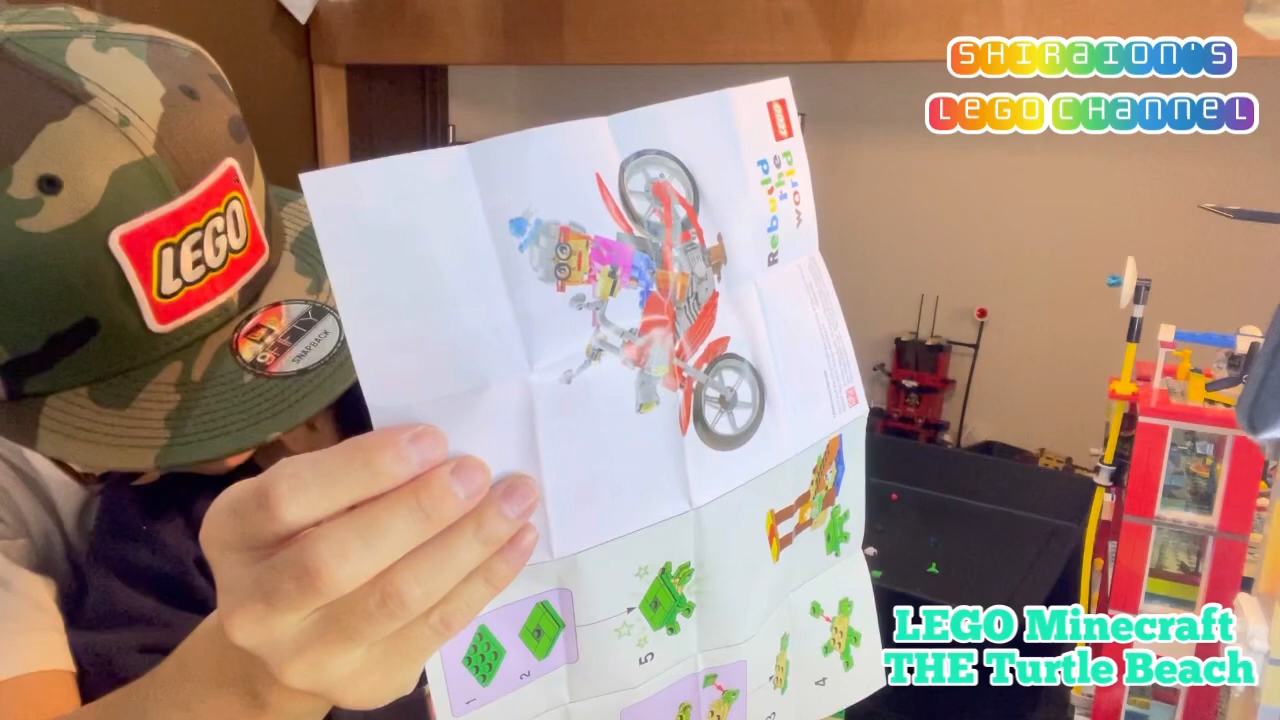 SHIRAION'S
LEGO CHANNEL
LEGO
9FIFTY
SNAPBACK
LEGO
Rebuild
the
world
1
2
5
3
4
LEGO Minecraft
THE Turtle Beach